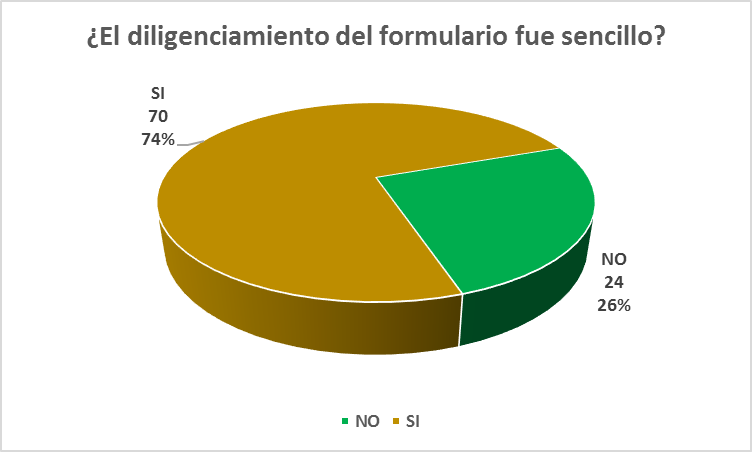 ¿El diligenciamiento del formulario fue sencillo?
SI
70
74%
NO
24
26%
NO SI